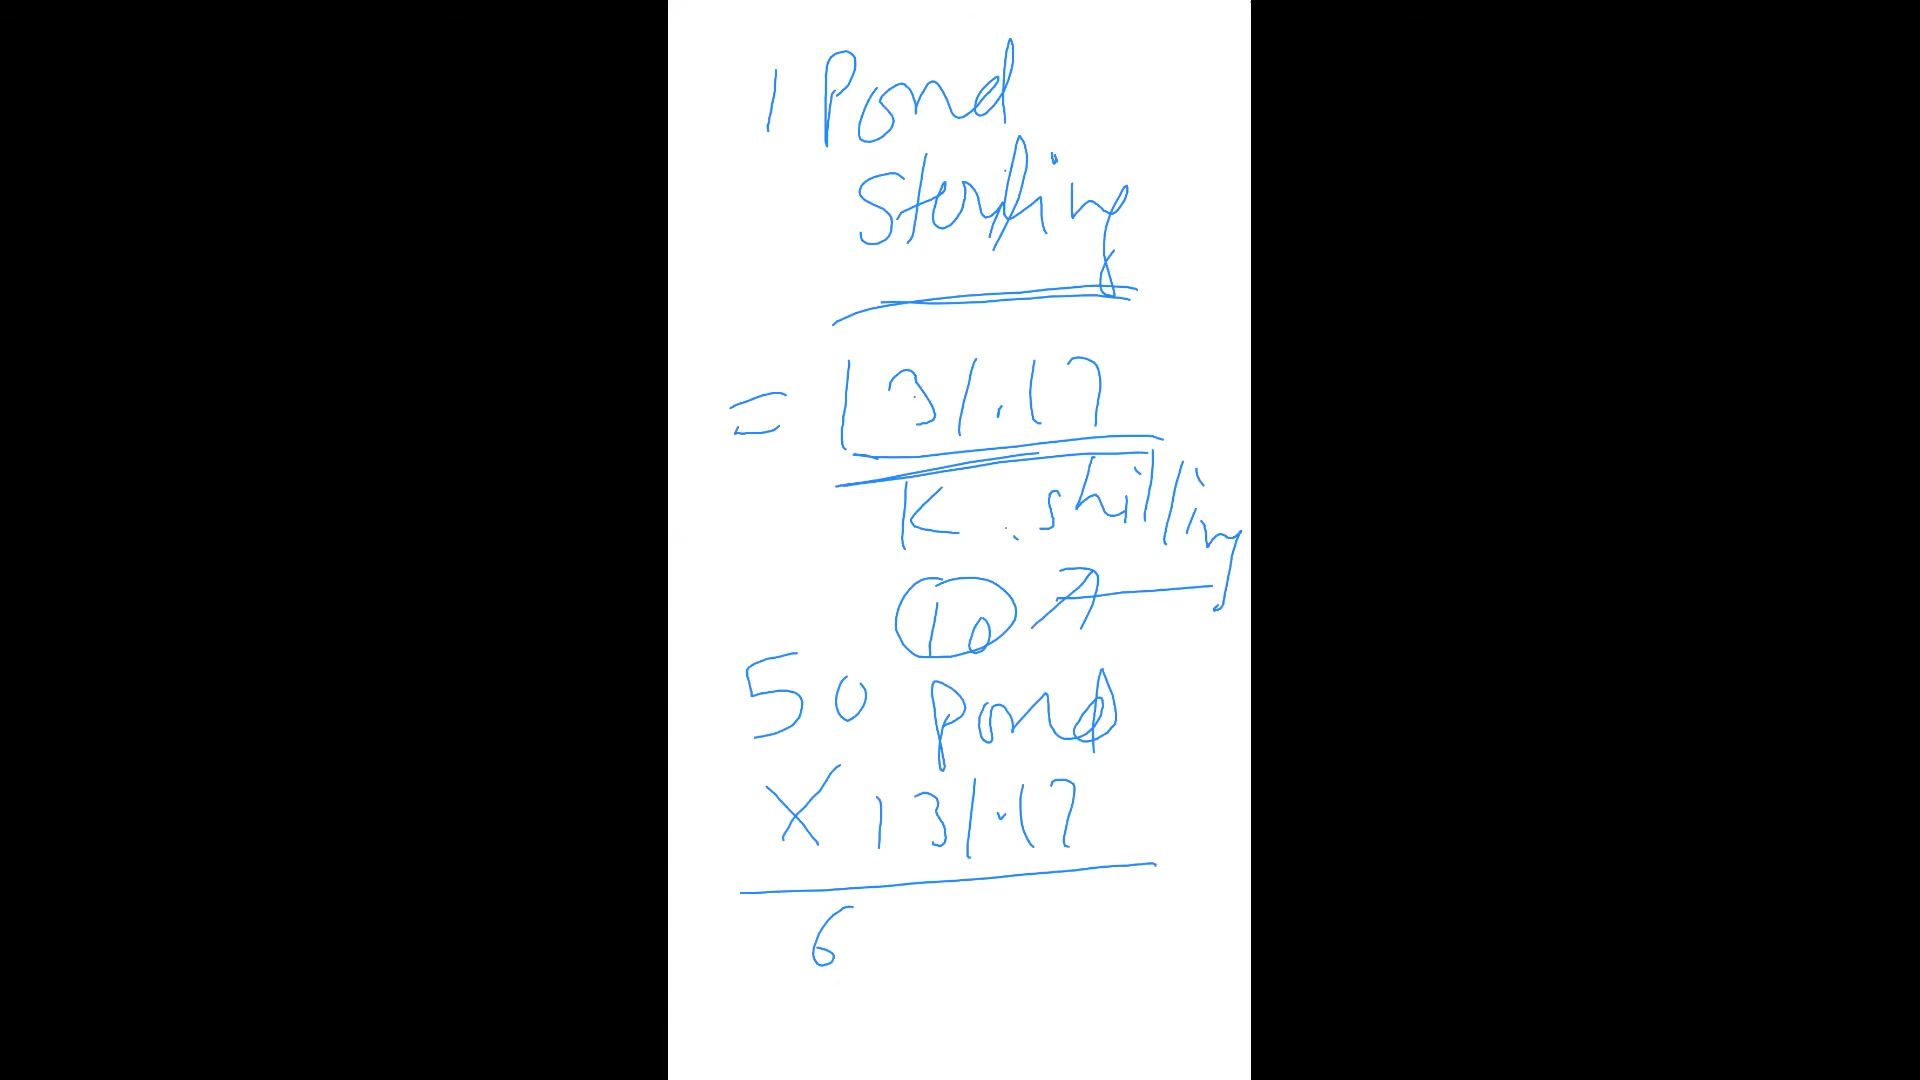 1 Pond
Sterling
= 131.17
K. shilling
10
50 pond
X 131.17
6